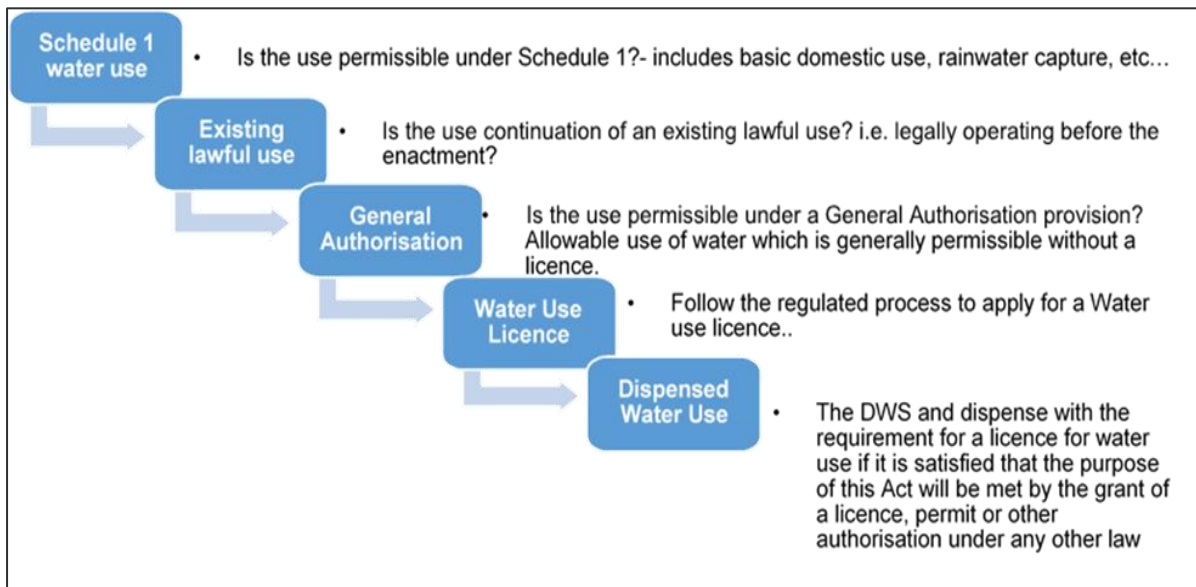 Schedule 1
water use
• Is the use permissible under Schedule 1?- includes basic domestic use, rainwater capture, etc…
Existing
lawful use
• Is the use continuation of an existing lawful use? i.e. legally operating before the
enactment?
General
Authorisation
• Is the use permissible under a General Authorisation provision?
Allowable use of water which is generally permissible without a
licence.
Water Use
Licence
• Follow the regulated process to apply for a Water
use licence..
Dispensed
Water Use
• The DWS and dispense with the
requirement for a licence for water
use if it is satisfied that the purpose
of this Act will be met by the grant of
a licence, permit or other
authorisation under any other law